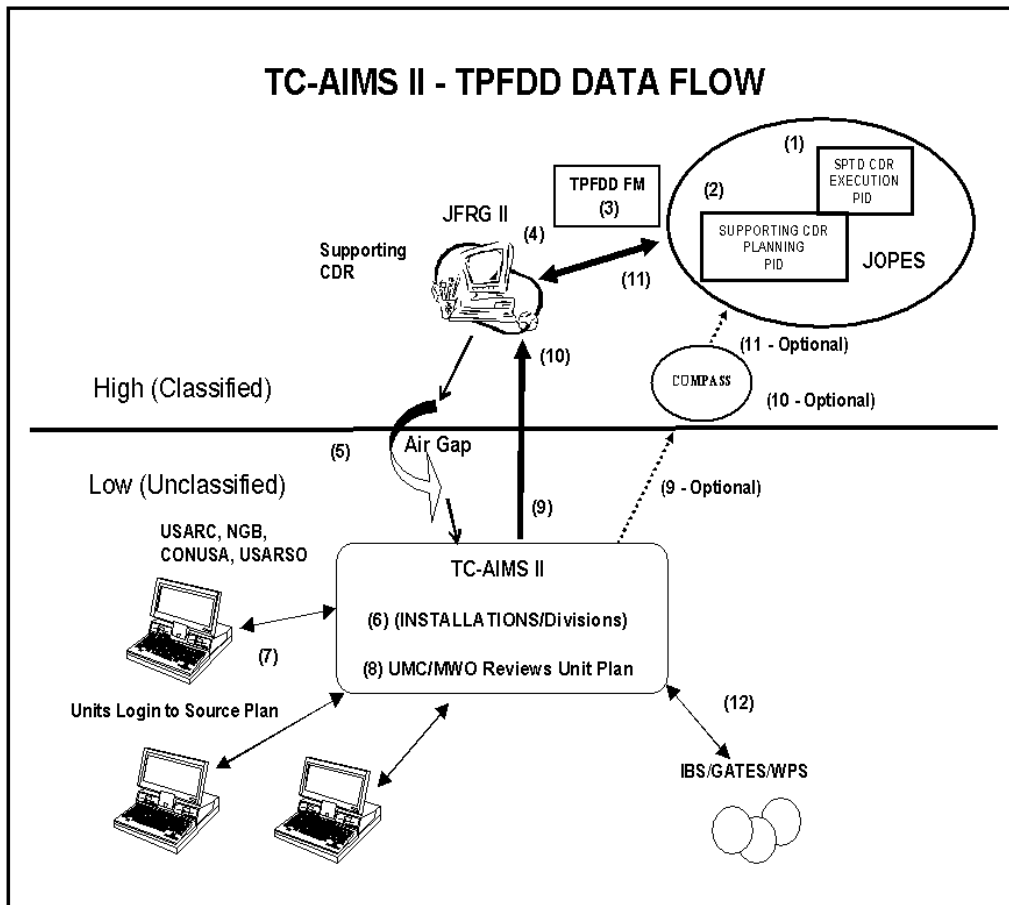 TC-AIMS II - TPFDD DATA FLOW
(1)
SPTD CDR
EXECUTION
PID
TPFDD FM
(3)
(2)
SUPPORTING CDR
PLANNING
PID
JOPES
JFRG II
(4)
Supporting
CDR
(11)
(10)
(11 - Optional)
COMPASS
(10 - Optional)
High (Classified)
(5)
Air Gap
Low (Unclassified)
(9)
(9 - Optional)
USARC, NGB,
CONUSA, USARSO
TC-AIMS II
(6) (INSTALLATIONS/Divisions)
(7)
(8) UMC/MWO Reviews Unit Plan
Units Login to Source Plan
(12)
IBS/GATES/WPS